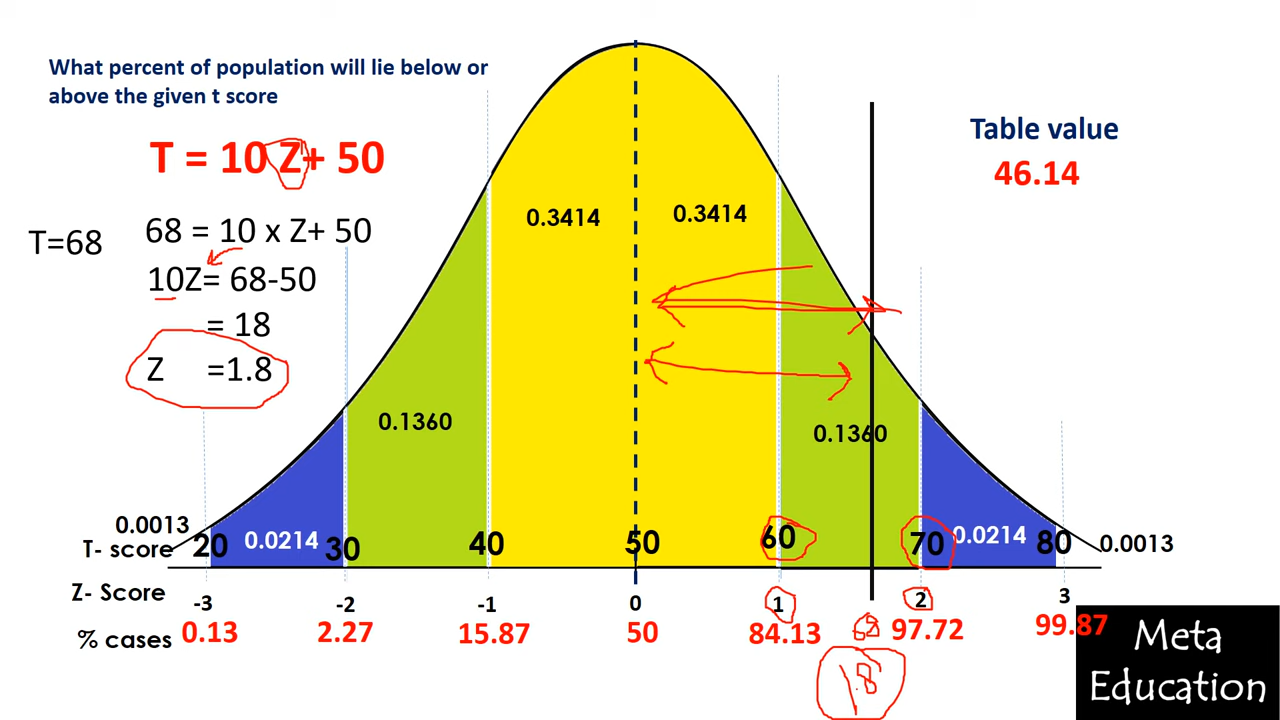 What percent of population will lie below or
above the given t score
T = 10 Z+ 50
T=68
68 = 10 x Z+ 50
10Z= 68-50
= 18
Z =1.8
Table value
46.14
0.3414 0.3414
0.1360 0.1360
0.0013 0.0214 0.0214 0.0013
T- score 20 30 40 50 60 70 80
Z- Score -3 -2 -1 0 1 2 3
% cases 0.13 2.27 15.87 50 84.13 97.72 99.87
1.8
Meta
Education